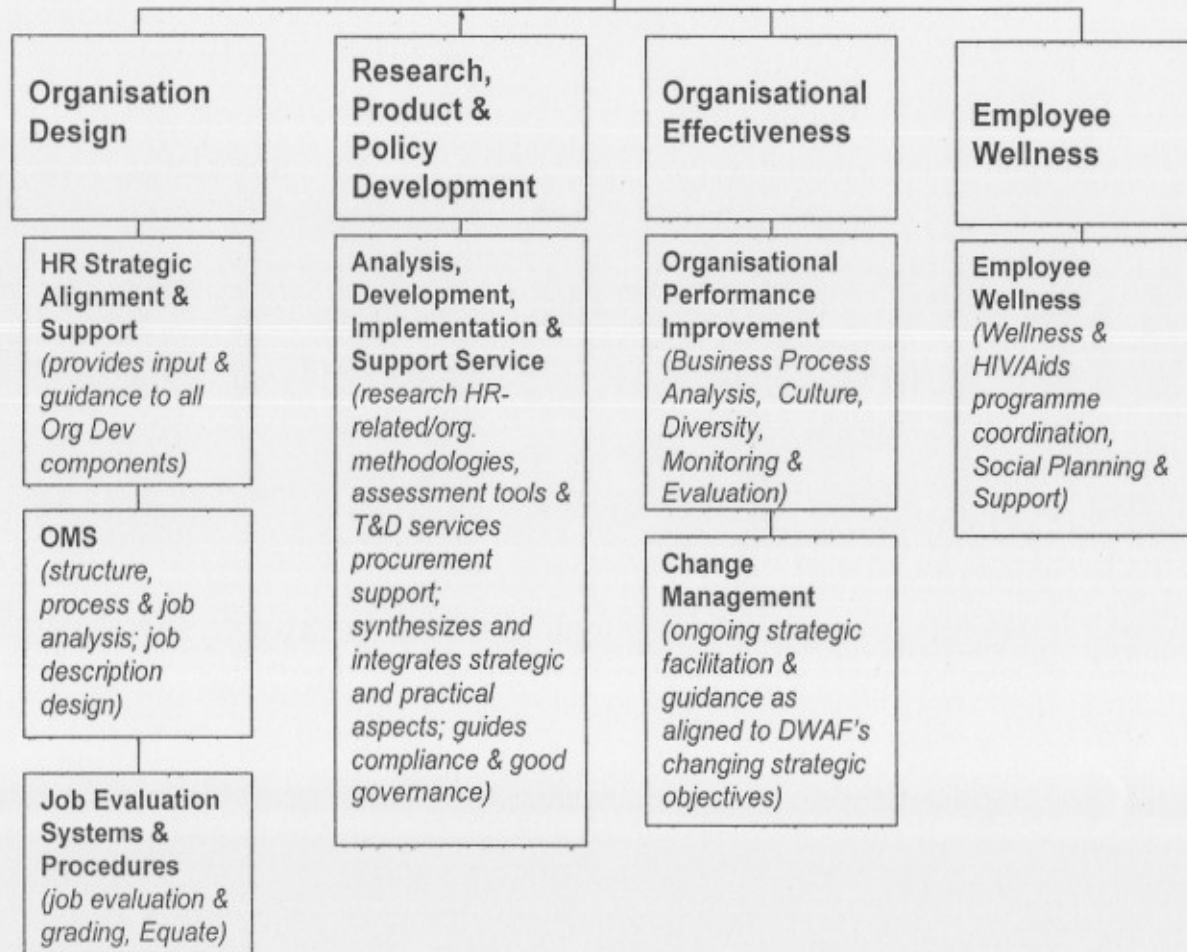 Organisation
Design
HR Strategic
Alignment &
Support
(provides input &
guidance to all
Org Dev
components)
OMS
(structure,
process & job
analysis; job
description
design)
Job Evaluation
Systems &
Procedures
(job evaluation &
grading, Equate)
Research,
Product &
Policy
Development
Analysis,
Development,
Implementation &
Support Service
(research HR-
related/org.
methodologies,
assessment tools &
T&D services
procurement
support;
synthesizes and
integrates strategic
and practical
aspects; guides
compliance & good
governance)
Organisational
Effectiveness
Organisational
Performance
Improvement
(Business Process
Analysis, Culture,
Diversity,
Monitoring &
Evaluation)
Change
Management
(ongoing strategic
facilitation &
guidance as
aligned to DWAF's
changing strategic
objectives)
Employee
Wellness
Employee
Wellness
(Wellness &
HIV/Aids
programme
coordination,
Social Planning &
Support)